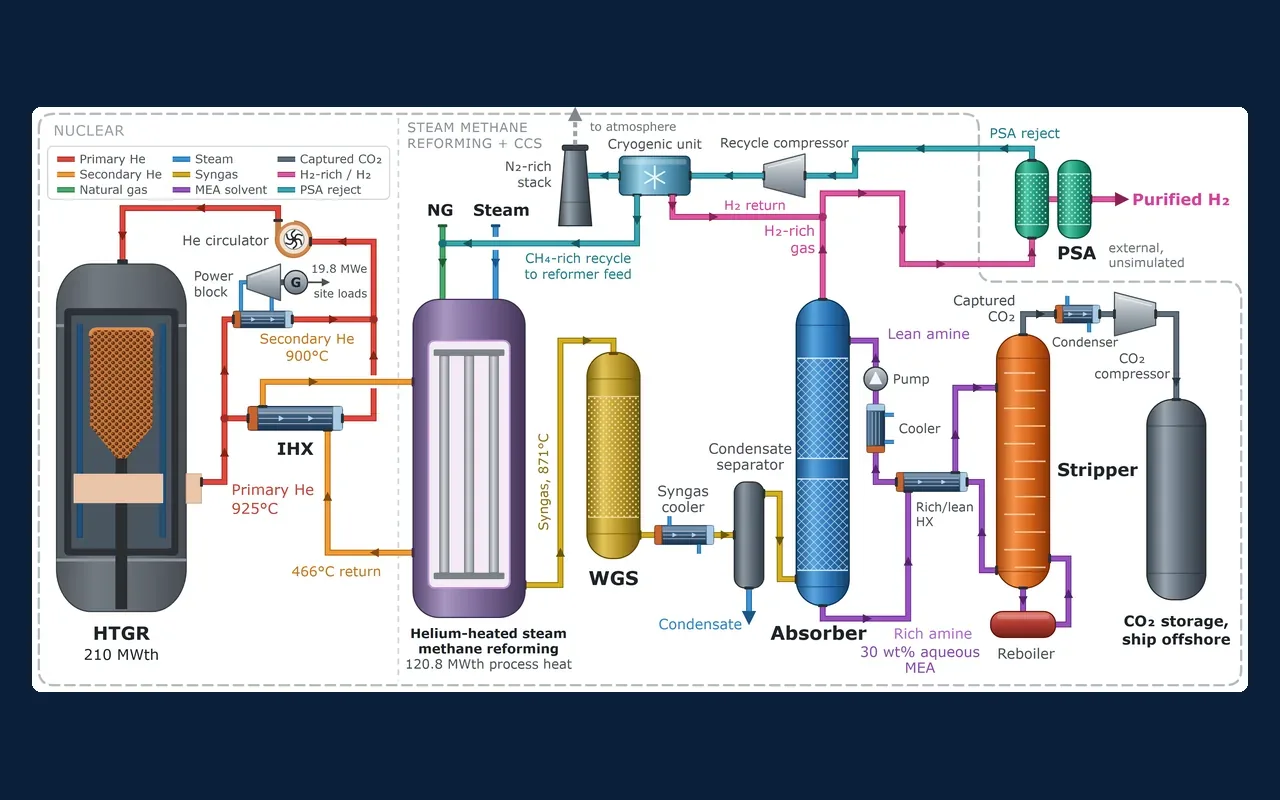 NUCLEAR
Primary He
Secondary He
Natural gas
Steam
Syngas
MEA solvent
Captured CO₂
H₂-rich / H₂
PSA reject
STEAM METHANE
REFORMING + CCS
to atmosphere
N₂-rich
stack
Cryogenic unit
Recycle compressor
PSA reject
Purified H₂
PSA
external,
unsimulated
H₂ return
H₂-rich
gas
NG
Steam
CH₄-rich recycle
to reformer feed
He circulator
Power
block
G
19.8 MWe
site loads
Secondary He
900°C
IHX
Primary He
925°C
466°C return
HTGR
210 MWth
Helium-heated steam
methane reforming
120.8 MWth process heat
Syngas, 871°C
WGS
Syngas
cooler
Condensate
separator
Condensate
Absorber
Lean amine
Pump
Cooler
Rich/lean
HX
Rich amine
30 wt% aqueous
MEA
Captured
CO₂
Condenser
CO₂
compressor
Stripper
Reboiler
CO₂ storage,
ship offshore